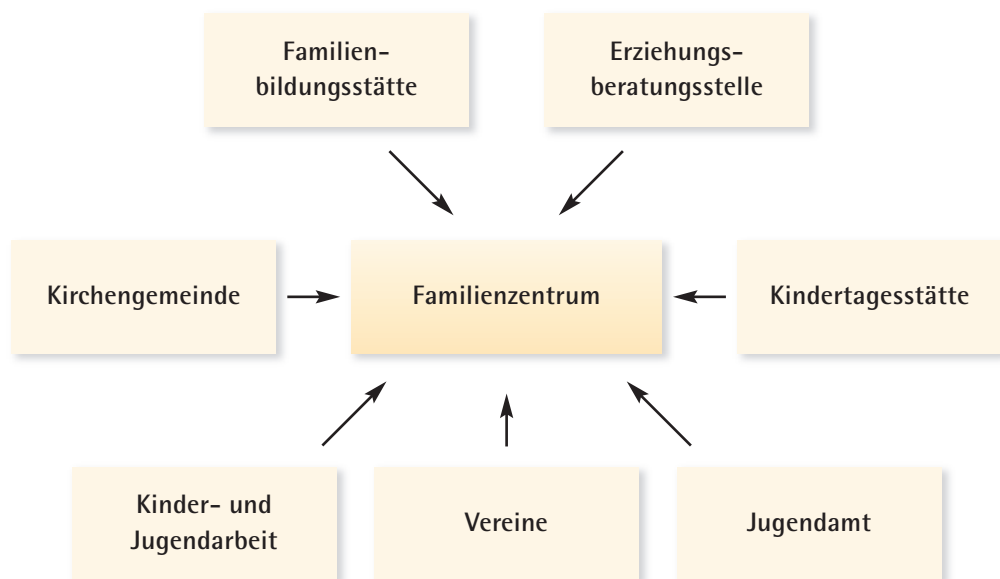 Familien-
bildungsstätte
Erziehungs-
beratungsstelle
Kirchengemeinde
Familienzentrum
Kindertagesstätte
Kinder- und
Jugendarbeit
Vereine
Jugendamt